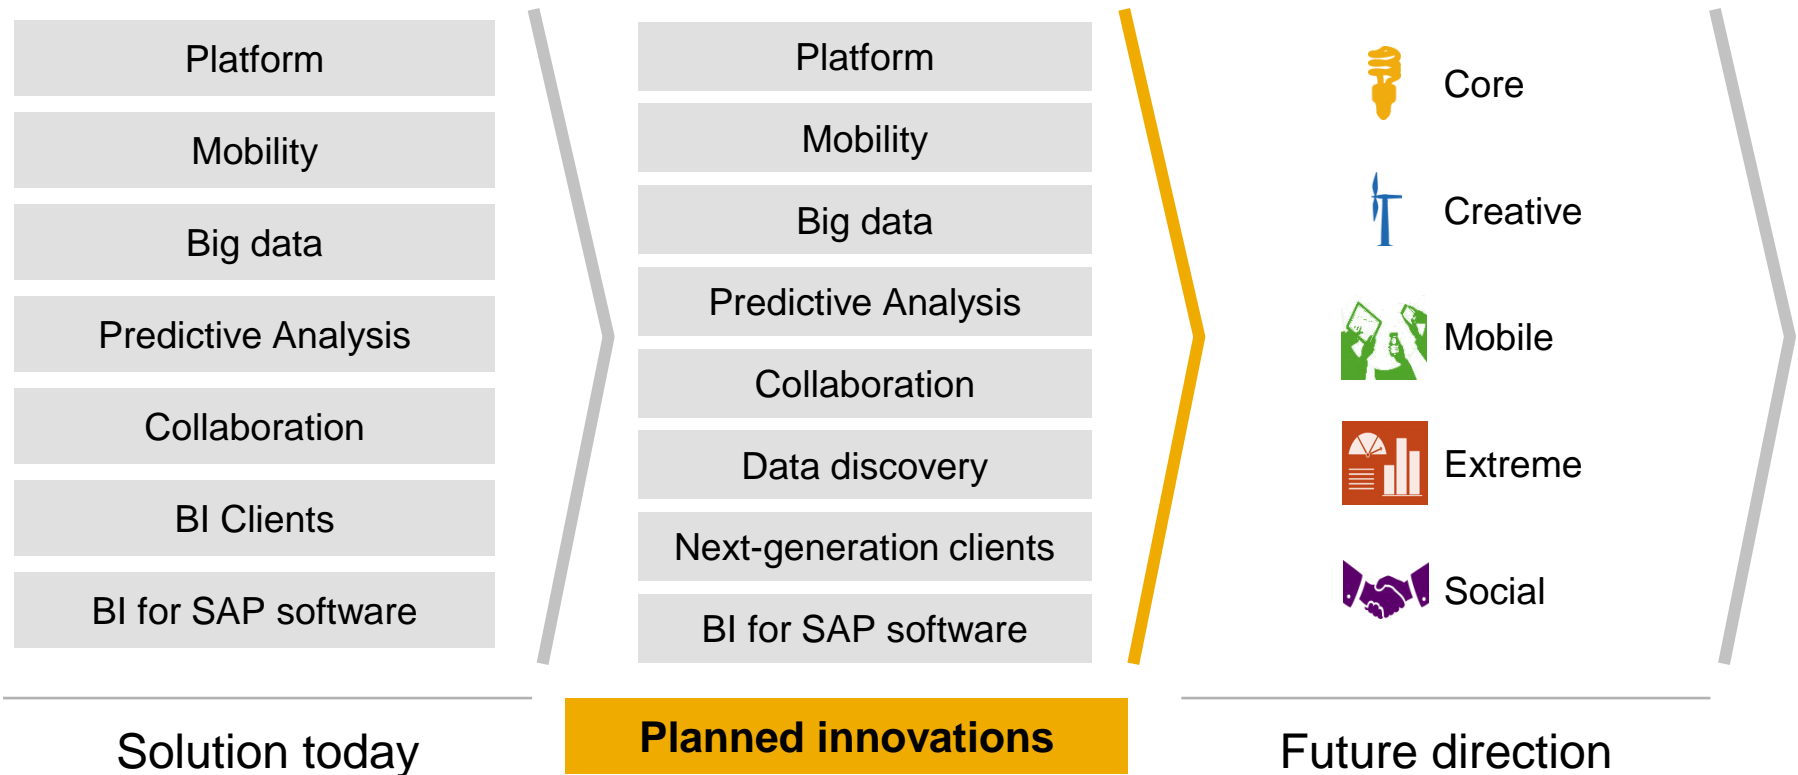 Platform
Mobility
Big data
Predictive Analysis
Collaboration
BI Clients
BI for SAP software
Solution today
Platform
Mobility
Big data
Predictive Analysis
Collaboration
Data discovery
Next-generation clients
BI for SAP software
Planned innovations
Core
Creative
Mobile
Extreme
Social
Future direction